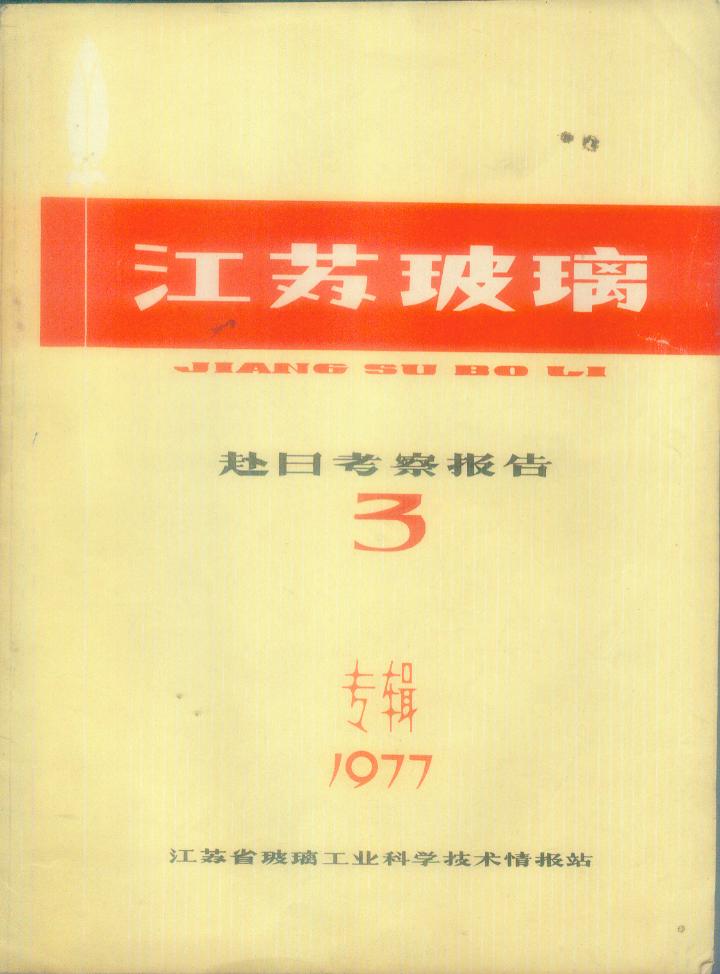 江苏玻璃
JIANG SU BO LI
赴日考察报告
3
专辑
1977
江苏省玻璃工业科学技术情报站